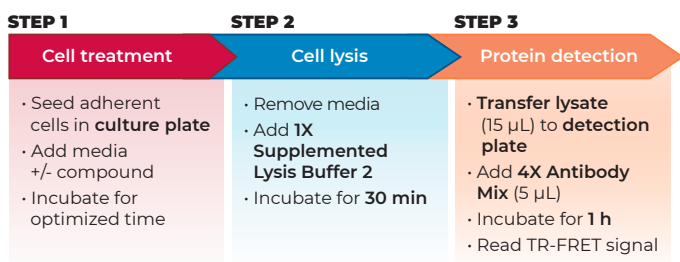 STEP 1
Cell treatment
· Seed adherent
cells in culture plate
· Add media
+/- compound
· Incubate for
optimized time
STEP 2
Cell lysis
· Remove media
· Add 1X
Supplemented
Lysis Buffer 2
· Incubate for 30 min
STEP 3
Protein detection
· Transfer lysate
(15 µL) to detection
plate
· Add 4X Antibody
Mix (5 µL)
· Incubate for 1 h
· Read TR-FRET signal